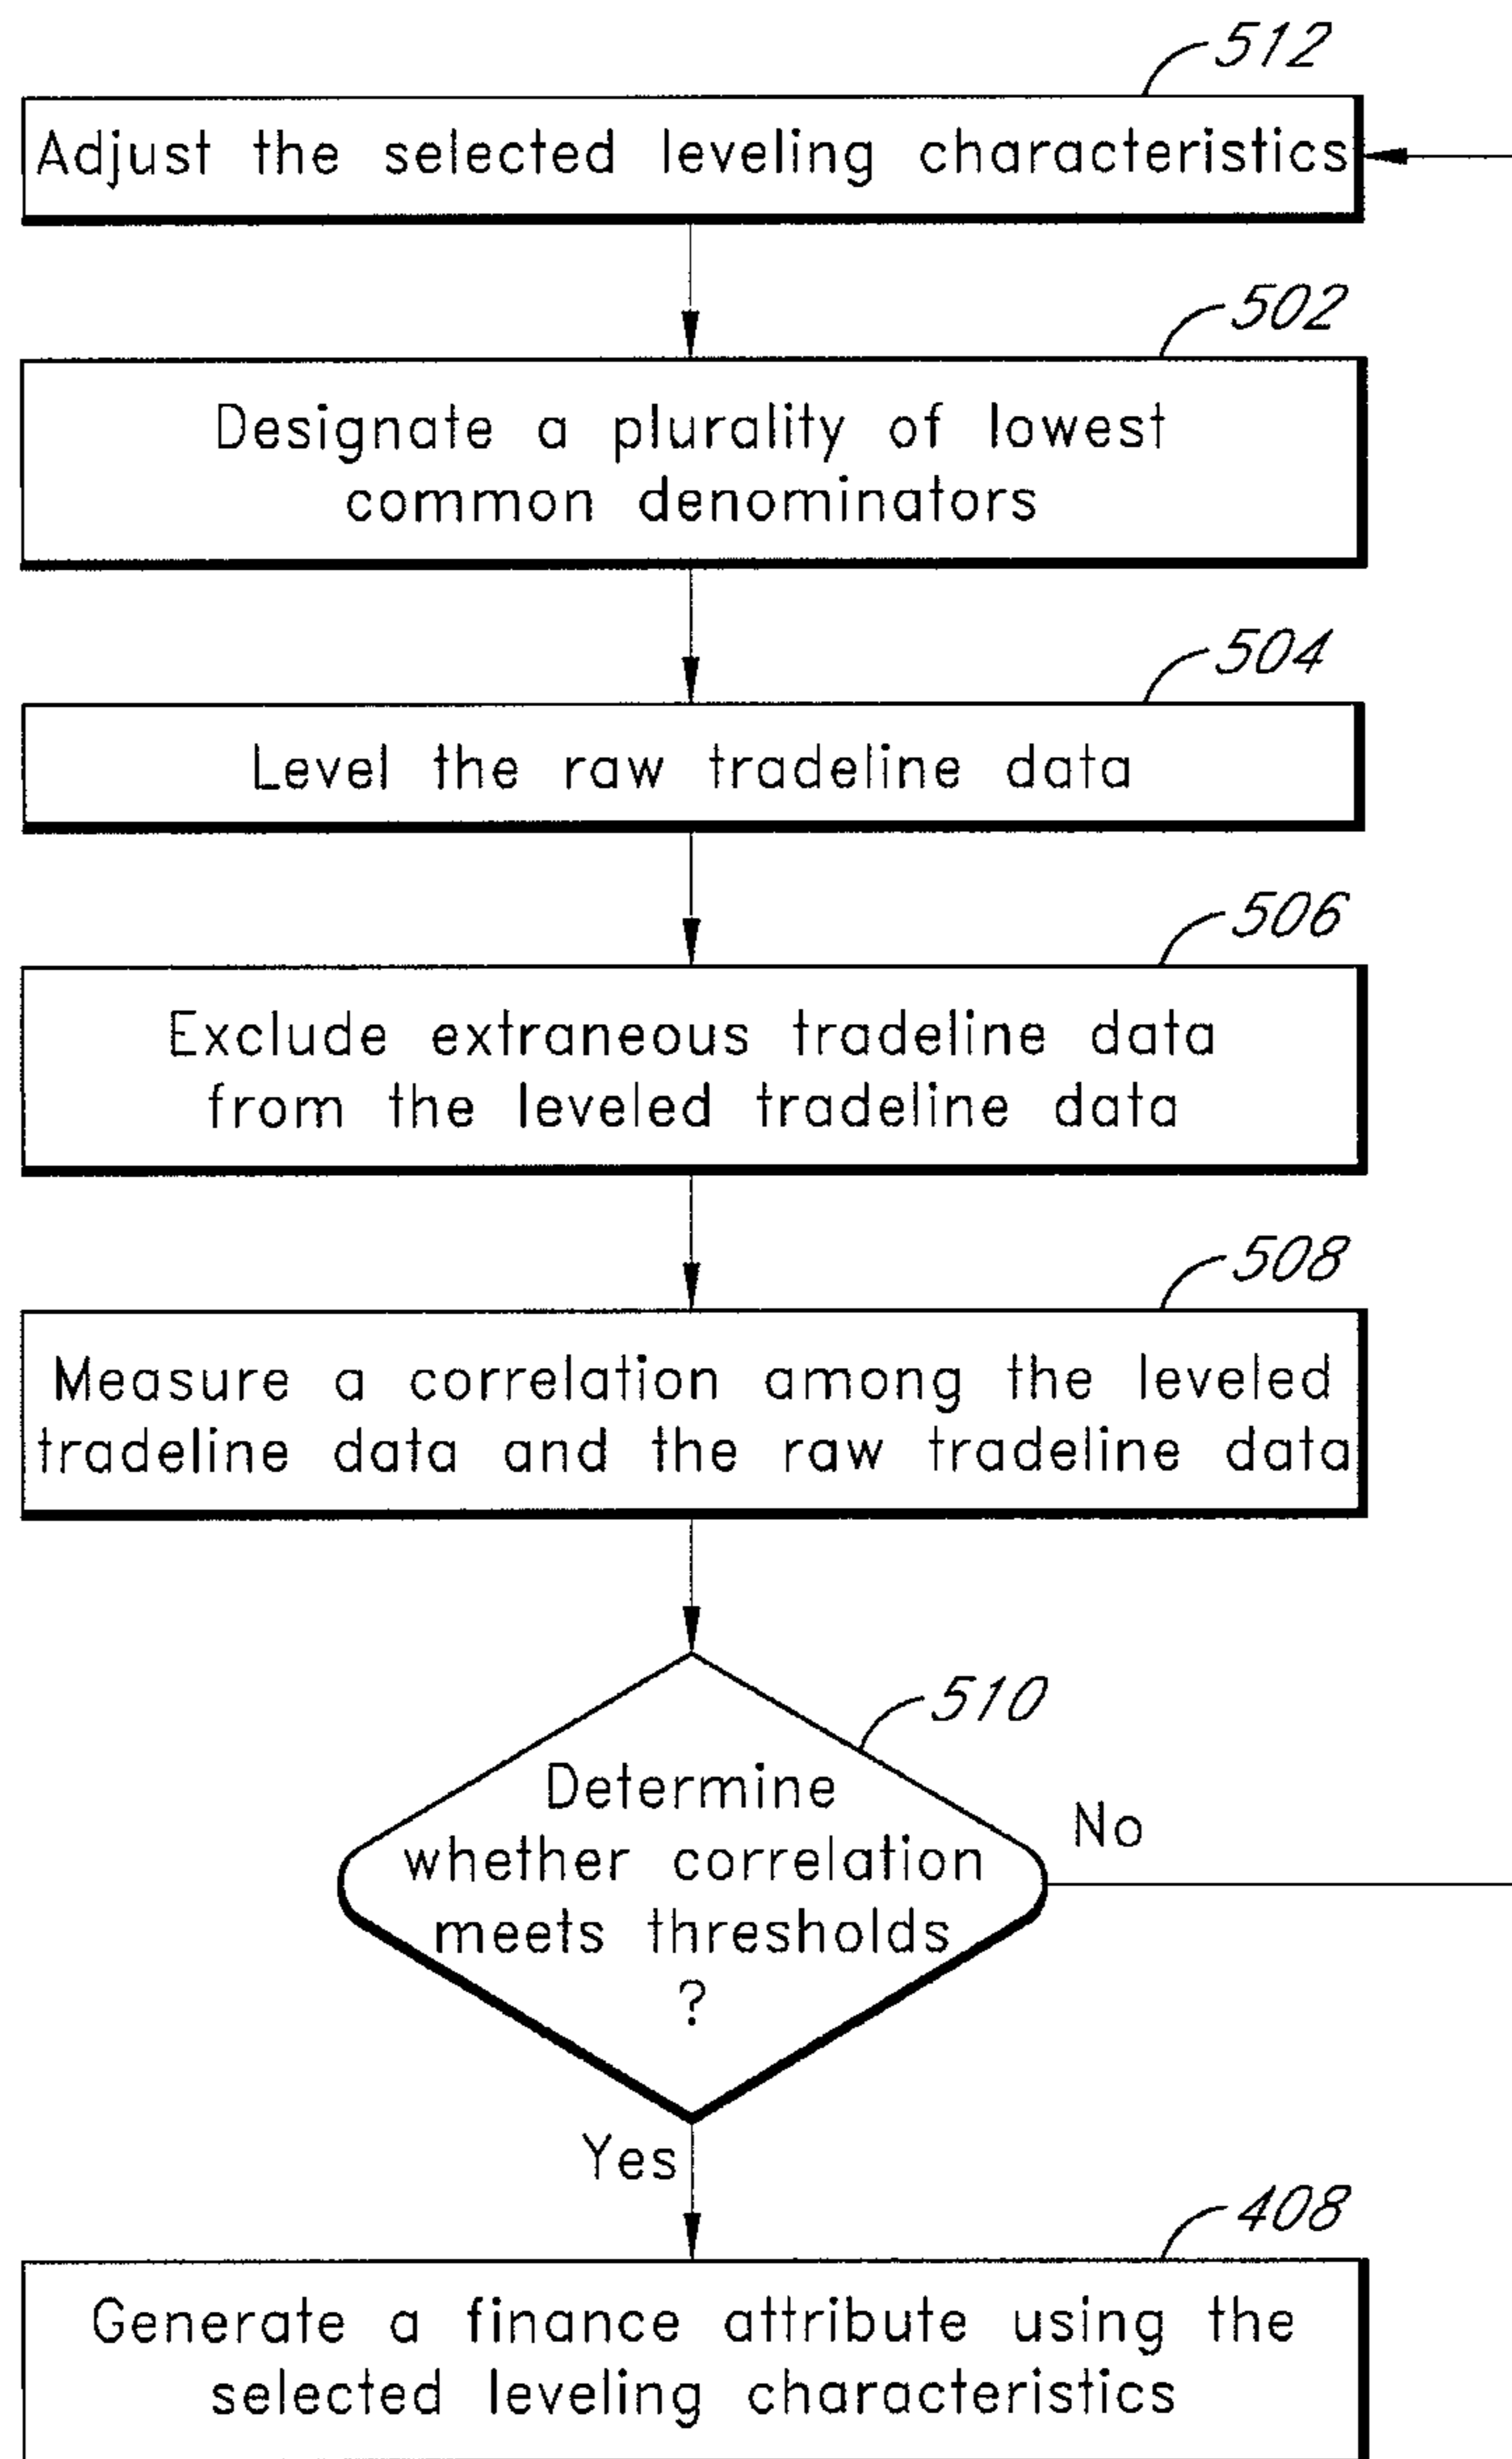 512
Adjust the selected leveling characteristics
502
Designate a plurality of lowest
common denominators
504
Level the raw tradeline data
506
Exclude extraneous tradeline data
from the leveled tradeline data
508
Measure a correlation among the leveled
tradeline data and the raw tradeline data
510
Determine
whether correlation
meets thresholds
?
No
Yes
408
Generate a finance attribute using the
selected leveling characteristics